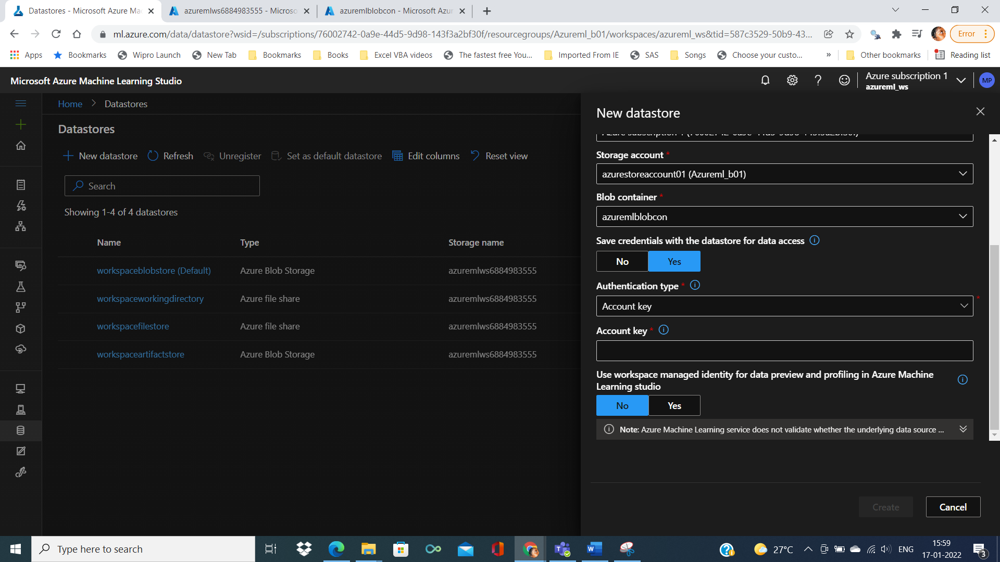 Datastores - Microsoft Azure Ma
azuremlws6884983555 - Microso
azuremlblobcon - Microsoft Azur
ml.azure.com/data/datastore?wsid=/subscriptions/76002742-0a9e-44d5-9d98-143f3a2bf30f/resourcegroups/Azureml_b01/workspaces/azureml_ws&tid=587c3529-50b9-43...
Error
Apps
Bookmarks
Wipro Launch
New Tab
Bookmarks
Books
Excel VBA videos
The fastest free You...
Imported From IE
SAS
Songs
Choose your custo...
»
Other bookmarks
Reading list
Microsoft Azure Machine Learning Studio
Azure subscription 1
azureml_ws
MP
Home > Datastores
Datastores
New datastore
Refresh
Unregister
Set as default datastore
Edit columns
Reset view
Search
Showing 1-4 of 4 datastores
Name Type Storage name
workspaceblobstore (Default) Azure Blob Storage azuremlws6884983555
workspaceworkingdirectory Azure file share azuremlws6884983555
workspacefilestore Azure file share azuremlws6884983555
workspaceartifactstore Azure Blob Storage azuremlws6884983555
New datastore
Storage account *
azurestoreaccount01 (Azureml_b01)
Blob container *
azuremlblobcon
Save credentials with the datastore for data access
No Yes
Authentication type *
Account key
*
Account key *
Use workspace managed identity for data preview and profiling in Azure Machine
Learning studio
No Yes
Note: Azure Machine Learning service does not validate whether the underlying data source ...
Create
Cancel
Type here to search
27°C
ENG
15:59
17-01-2022
3